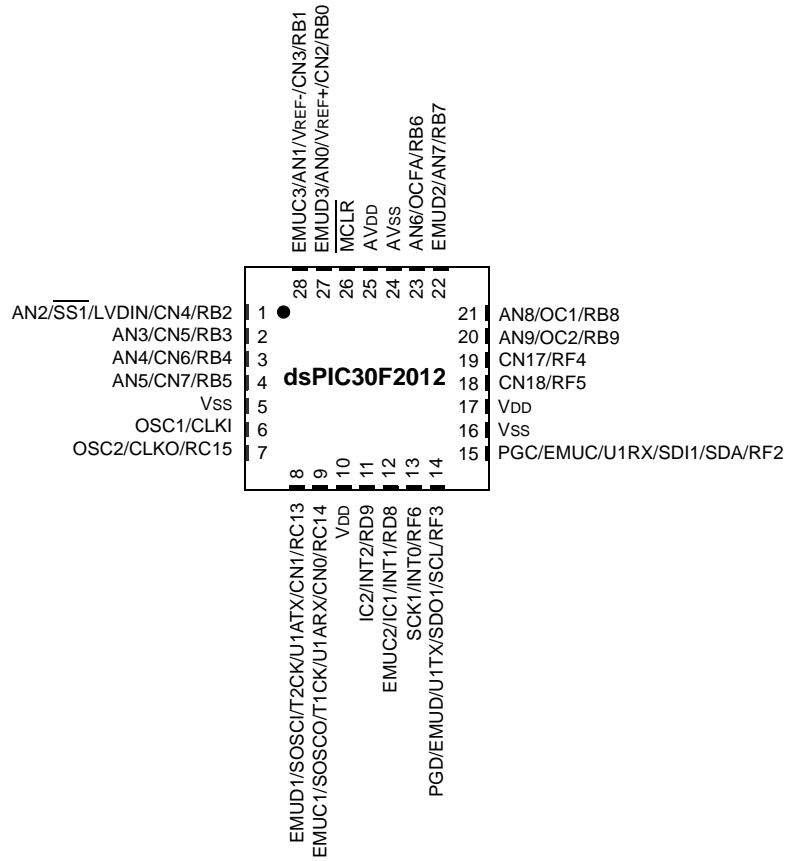 EMUC3/AN1/VREF-/CN3/RB1
EMUD3/AN0/VREF+/CN2/RB0
MCLR
AVDD
AVSS
AN6/OCFA/RB6
EMUD2/AN7/RB7
28 27 26 25 24 23 22
AN2/SS1/LVDIN/CN4/RB2 1
AN3/CN5/RB3 2
AN4/CN6/RB4 3
AN5/CN7/RB5 4
VSS 5
OSC1/CLKI 6
OSC2/CLKO/RC15 7
dsPIC30F2012
21 AN8/OC1/RB8
20 AN9/OC2/RB9
19 CN17/RF4
18 CN18/RF5
17 VDD
16 VSS
15 PGC/EMUC/U1RX/SDI1/SDA/RF2
8 9 10 11 12 13 14
EMUD1/SOSCI/T2CK/U1ATX/CN1/RC13
EMUC1/SOSCO/T1CK/U1ARX/CN0/RC14
VDD
IC2/INT2/RD9
EMUC2/IC1/INT1/RD8
SCK1/INT0/RF6
PGD/EMUD/U1TX/SDO1/SCL/RF3